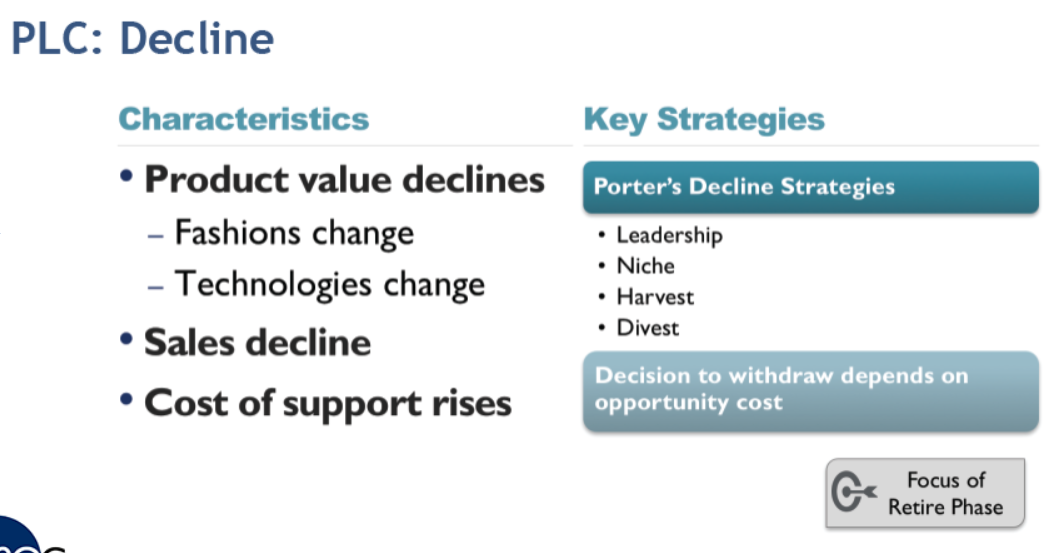 PLC: Decline
Characteristics
• Product value declines
– Fashions change
– Technologies change
• Sales decline
• Cost of support rises
Key Strategies
Porter's Decline Strategies
• Leadership
• Niche
• Harvest
• Divest
Decision to withdraw depends on
opportunity cost
Focus of
Retire Phase